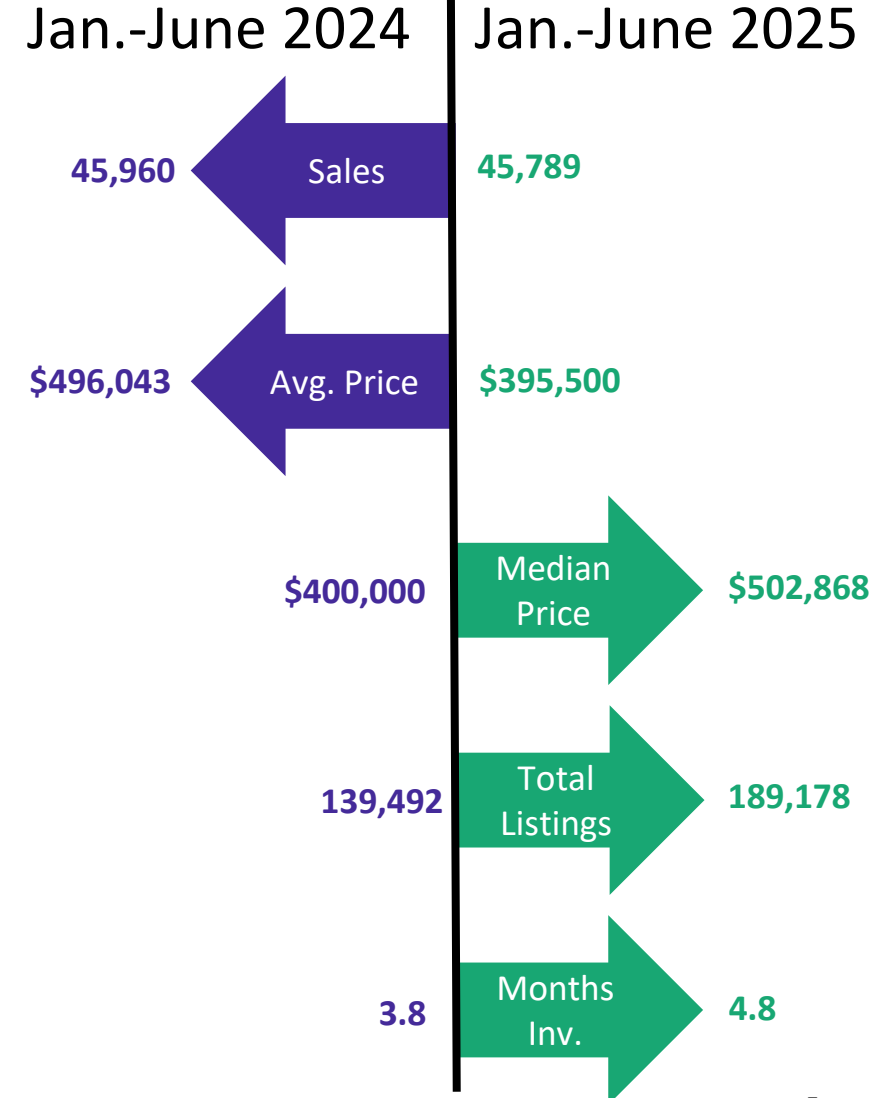 Jan.-June 2024
Jan.-June 2025
45,960
Sales
45,789
$496,043
Avg. Price
$395,500
$400,000
Median
Price
$502,868
139,492
Total
Listings
189,178
3.8
Months
Inv.
4.8